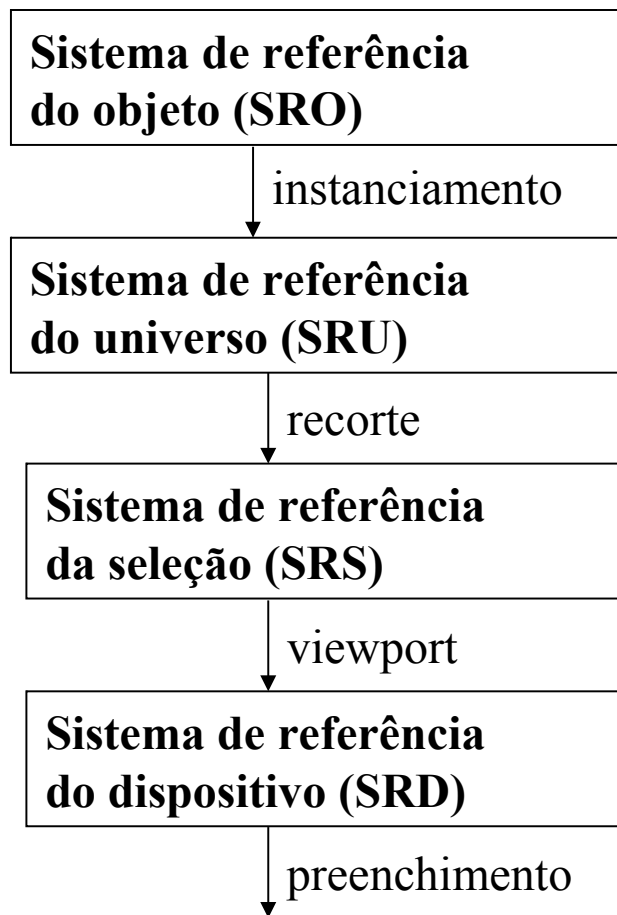 Sistema de referência
do objeto (SRO)
instanciamento
Sistema de referência
do universo (SRU)
recorte
Sistema de referência
da seleção (SRS)
viewport
Sistema de referência
do dispositivo (SRD)
preenchimento